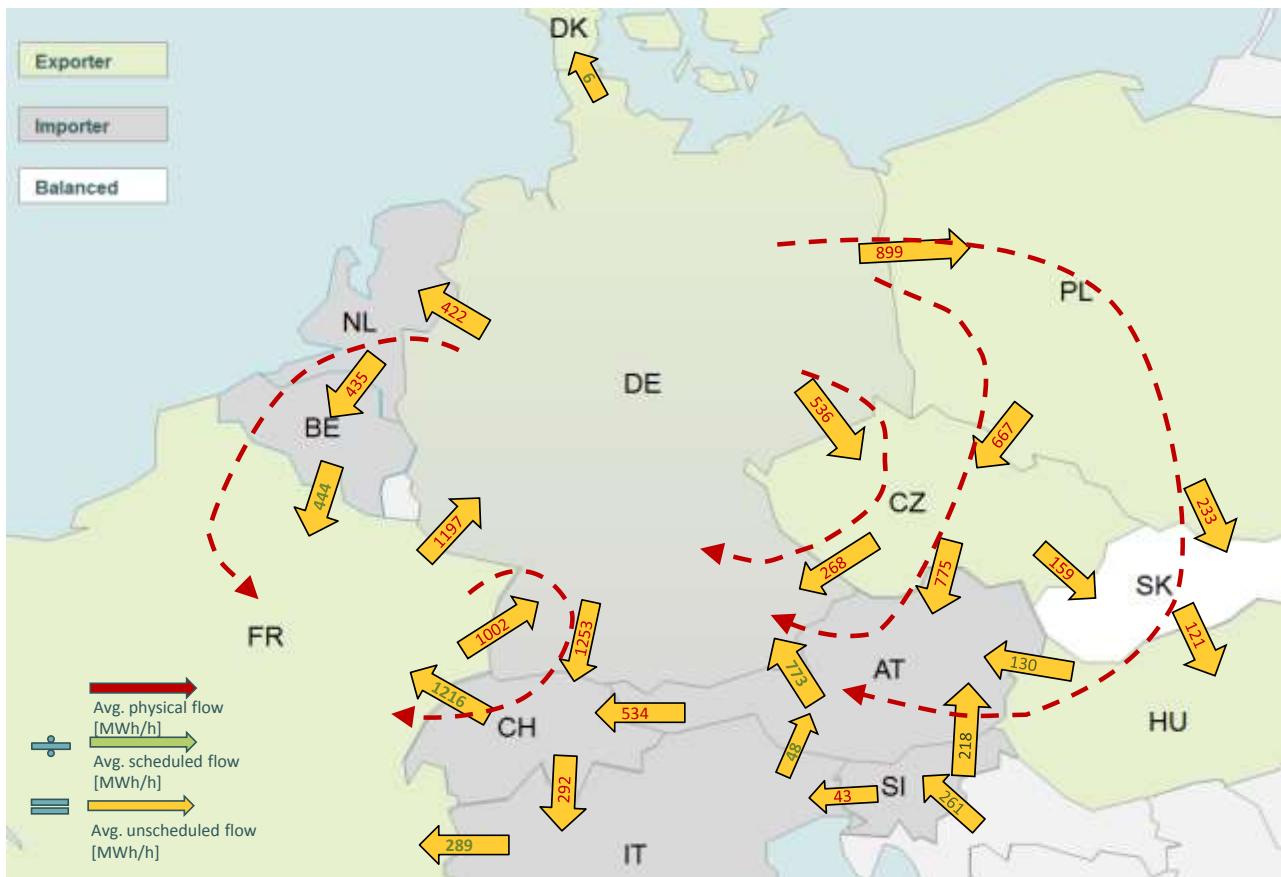 DK
Exporter
6
Importer
Balanced
899
PL
422
NL
435
DE
536
BE
667
444
CZ
1197
233
268
775
159
SK
FR
1002
1253
121
130
AT
773
1216
534
CH
HU
218
48
292
SI
43
261
289
IT
Avg. physical flow
[MWh/h]
Avg. scheduled flow
[MWh/h]
Avg. unscheduled flow
[MWh/h]